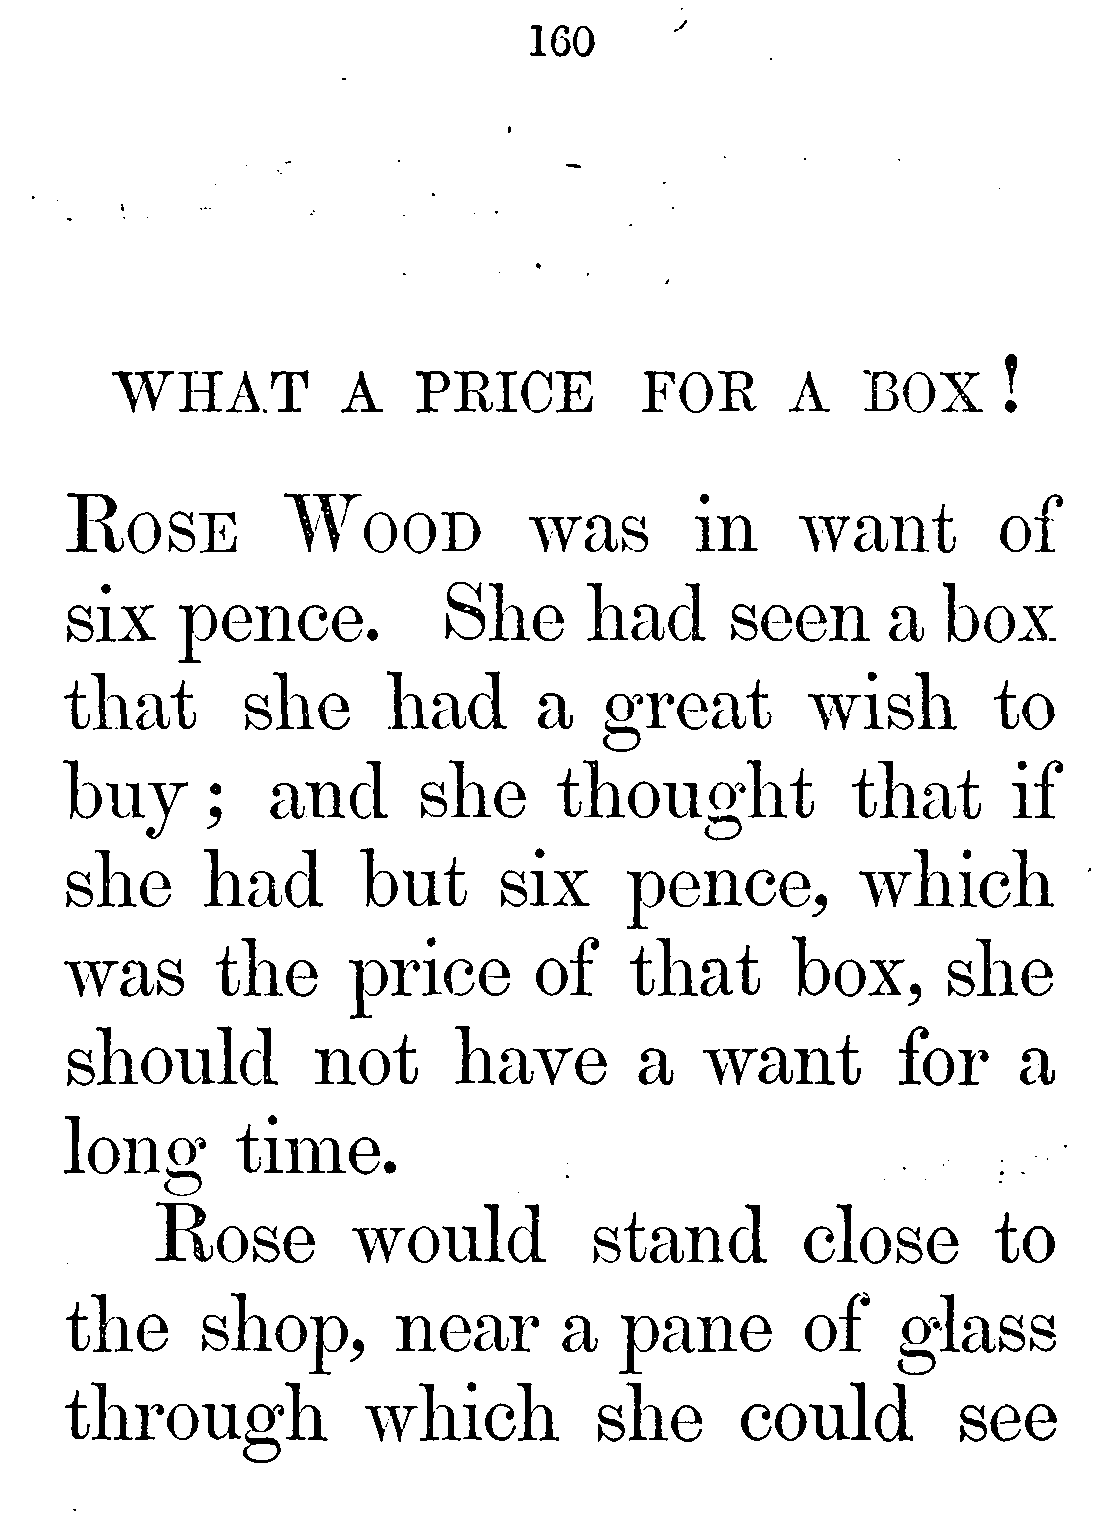 160
WHAT A PRICE FOR A BOX!
ROSE WOOD was in want of
six pence. She had seen a box
that she had a great wish to
buy; and she thought that if
she had but six pence, which
was the price of that box, she
should not have a want for a
long time.
Rose would stand close to
the shop, near a pane of glass
through which she could see